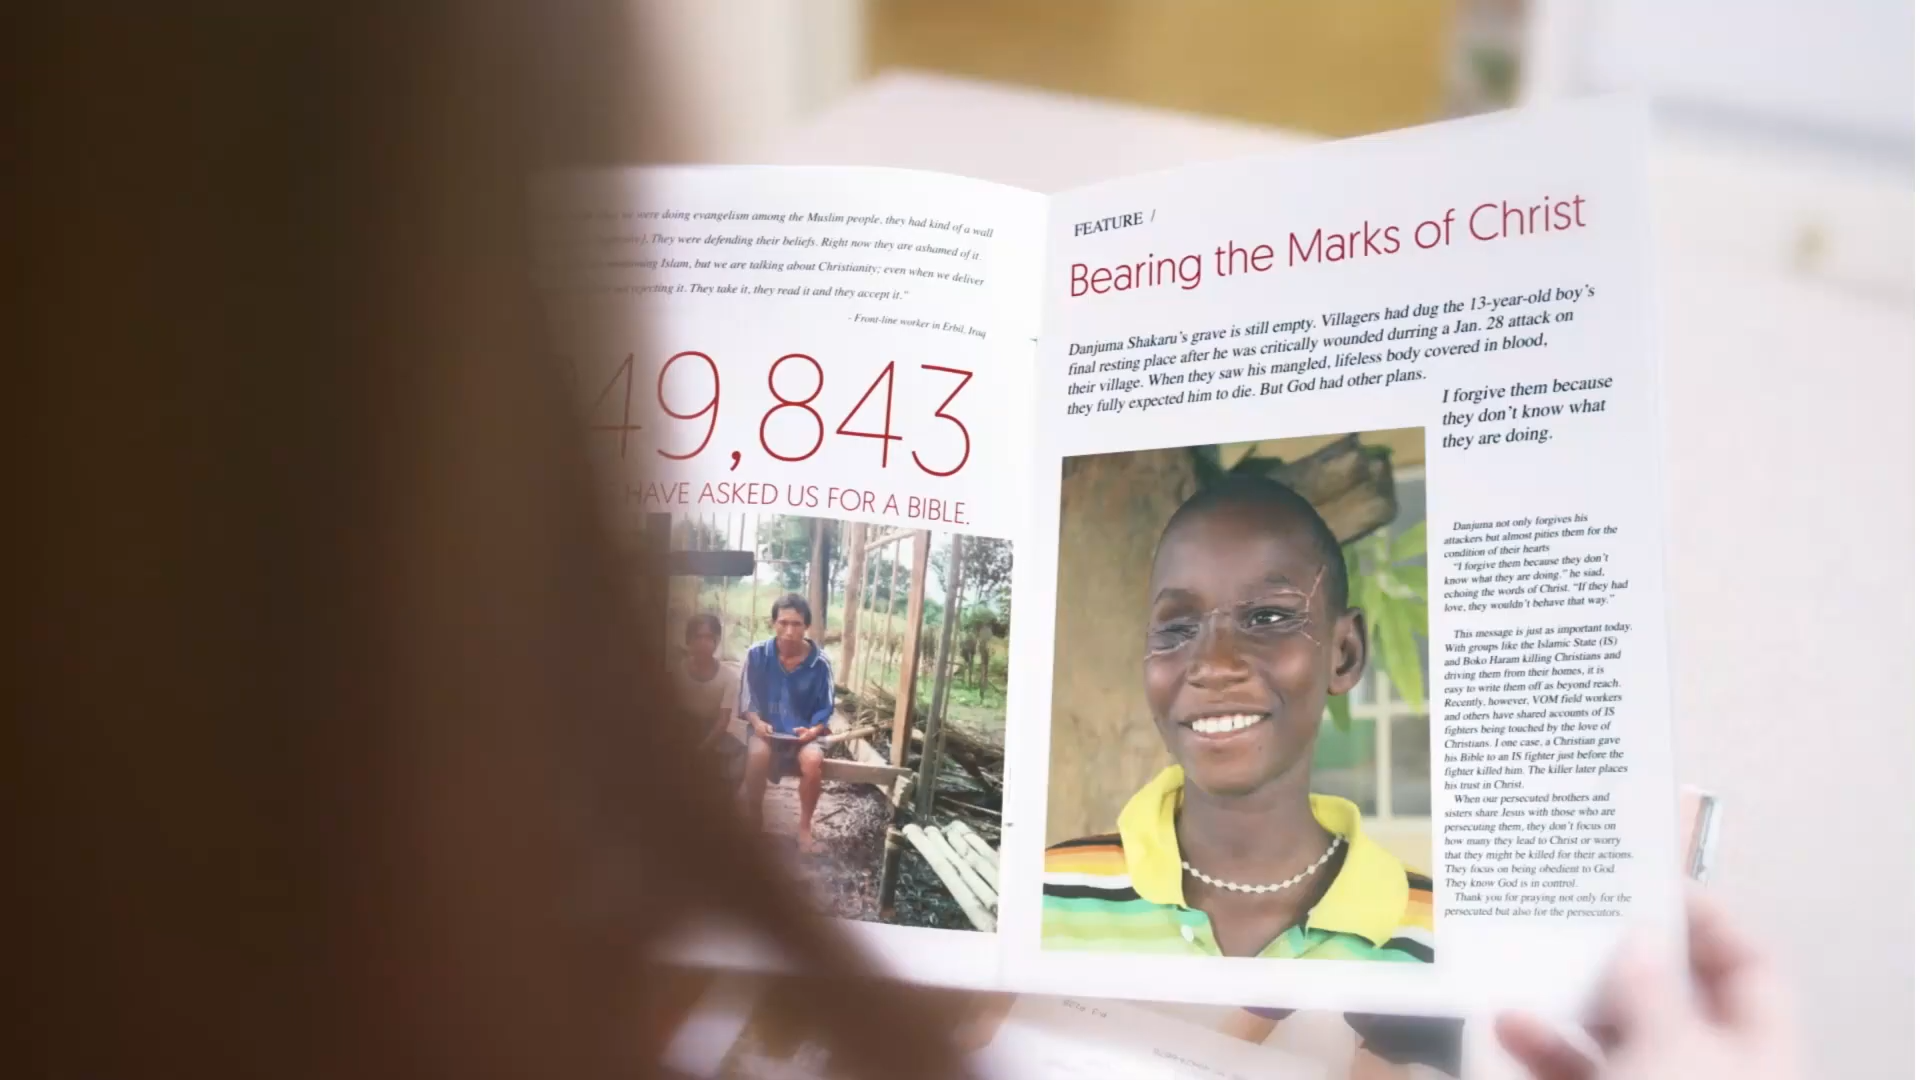 were doing evangelism among the Muslim people, they had kind of a wall
They were defending their beliefs. Right now they are ashamed of it.
Islam, but we are talking about Christianity; even when we deliver
rejecting it. They take it, they read it and they accept it."
- Front-line worker in Erbil, Iraq
49,843
HAVE ASKED US FOR A BIBLE.
FEATURE /
Bearing the Marks of Christ
Danjuma Shakaru's grave is still empty. Villagers had dug the 13-year-old boy's
final resting place after he was critically wounded durring a Jan. 28 attack on
their village. When they saw his mangled, lifeless body covered in blood,
they fully expected him to die. But God had other plans.
I forgive them because
they don't know what
they are doing.
Danjuma not only forgives his
attackers but almost pities them for the
condition of their hearts
"I forgive them because they don't
know what they are doing." he siad,
echoing the words of Christ. "If they had
love, they wouldn't behave that way."
This message is just as important today.
With groups like the Islamic State (IS)
and Boko Haram killing Christians and
driving them from their homes, it is
easy to write them off as beyond reach.
Recently, however, VOM field workers
and others have shared accounts of IS
fighters being touched by the love of
Christians. I one case, a Christian gave
his Bible to an IS fighter just before the
fighter killed him. The killer later places
his trust in Christ.
When our persecuted brothers and
sisters share Jesus with those who are
persecuting them, they don't focus on
how many they lead to Christ or worry
that they might be killed for their actions.
They focus on being obedient to God.
They know God is in control.
Thank you for praying not only for the
persecuted but also for the persecutors.